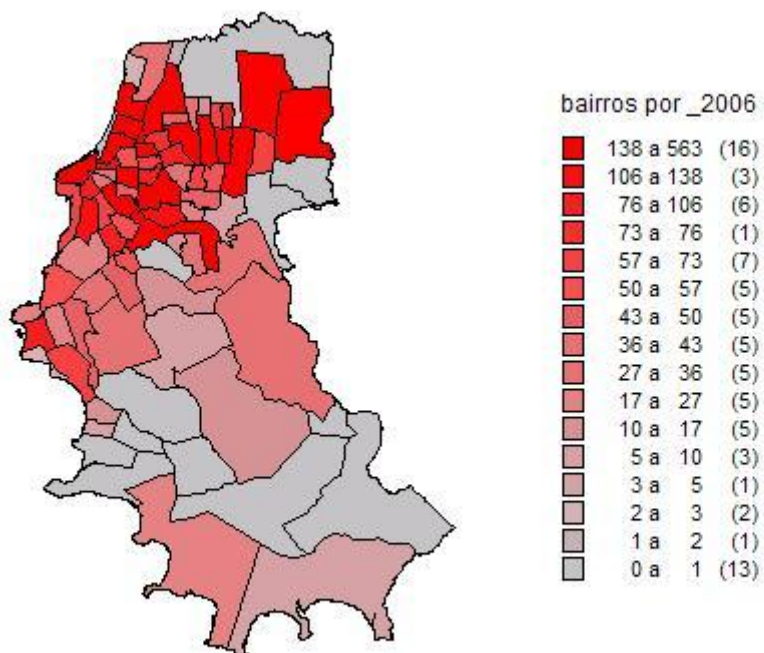 bairros por _2006
138 a 563 (16)
106 a 138 (3)
76 a 106 (6)
73 a 76 (1)
57 a 73 (7)
50 a 57 (5)
43 a 50 (5)
36 a 43 (5)
27 a 36 (5)
17 a 27 (5)
10 a 17 (5)
5 a 10 (3)
3 a 5 (1)
2 a 3 (2)
1 a 2 (1)
0 a 1 (13)